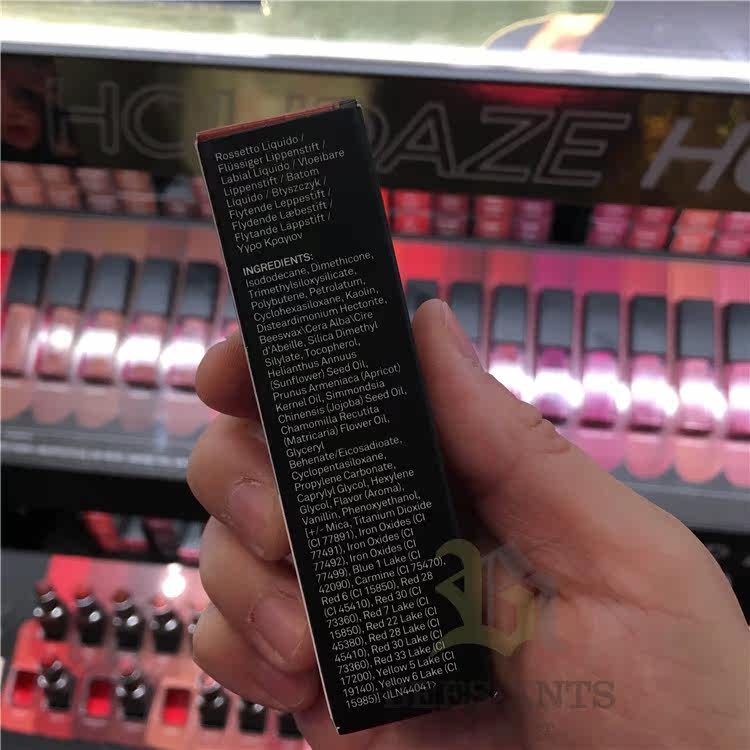 HOLIDAZE HO
Rossetto Liquido /
Flüssiger Lippenstift /
Labial Líquido / Vloeibare
Lippenstift / Batom
Líquido / Błyszczyk /
Flytende Leppestift /
Flydende Læbestift /
Flytande Läppstift /
Υγρο Κραγιον
INGREDIENTS:
Isododecane, Dimethicone,
Trimethylsiloxysilicate,
Polybutene, Petrolatum,
Cyclohexasiloxane, Kaolin,
Disteardimonium Hectorite,
Beeswax\Cera Alba\Cire
d'Abeille, Silica Dimethyl
Silylate, Tocopherol,
Helianthus Annuus
(Sunflower) Seed Oil,
Prunus Armeniaca (Apricot)
Kernel Oil, Simmondsia
Chinensis (Jojoba) Seed Oil,
Chamomilla Recutita
(Matricaria) Flower Oil,
Glyceryl
Behenate/Eicosadioate,
Cyclopentasiloxane,
Propylene Carbonate,
Caprylyl Glycol, Hexylene
Glycol, Flavor (Aroma),
Vanillin, Phenoxyethanol,
[+/- Mica, Titanium Dioxide
(CI 77891), Iron Oxides (CI
77491), Iron Oxides (CI
77492), Iron Oxides (CI
77499), Blue 1 Lake (CI
42090), Carmine (CI 75470),
Red 6 (CI 15850), Red 28
(CI 45410), Red 30 (CI
73360), Red 7 Lake (CI
15850), Red 22 Lake (CI
45380), Red 28 Lake (CI
45410), Red 30 Lake (CI
73360), Red 33 Lake (CI
17200), Yellow 5 Lake (CI
19140), Yellow 6 Lake (CI
15985)] <ILN44041>